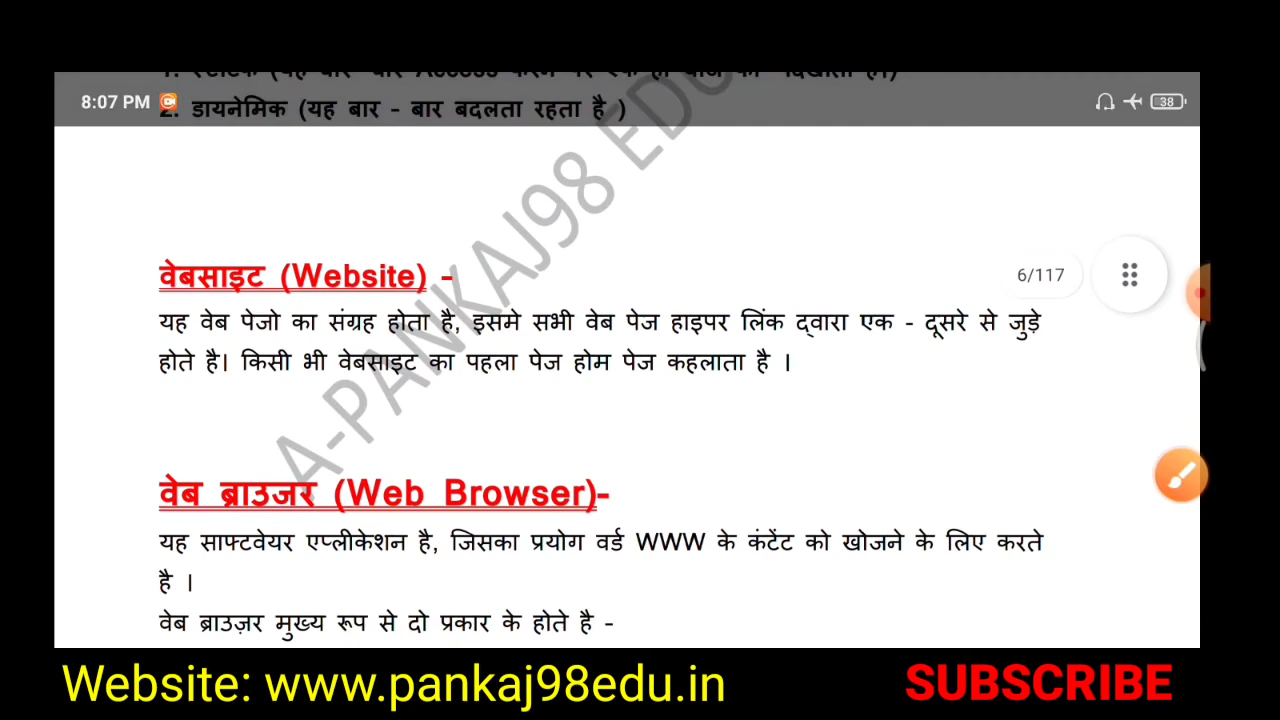 8:07 PM
38
2. डायनेमिक (यह बार - बार बदलता रहता है )
A-PANKAJ98 EDU
वेबसाइट (Website) -
6/117
यह वेब पेजो का संग्रह होता है, इसमे सभी वेब पेज हाइपर लिंक द्वारा एक - दूसरे से जुड़े
होते है। किसी भी वेबसाइट का पहला पेज होम पेज कहलाता है ।
वेब ब्राउजर (Web Browser)-
यह साफ्टवेयर एप्लीकेशन है, जिसका प्रयोग वर्ड WWW के कंटेंट को खोजने के लिए करते
है ।
वेब ब्राउज़र मुख्य रूप से दो प्रकार के होते है -
Website: www.pankaj98edu.in
SUBSCRIBE